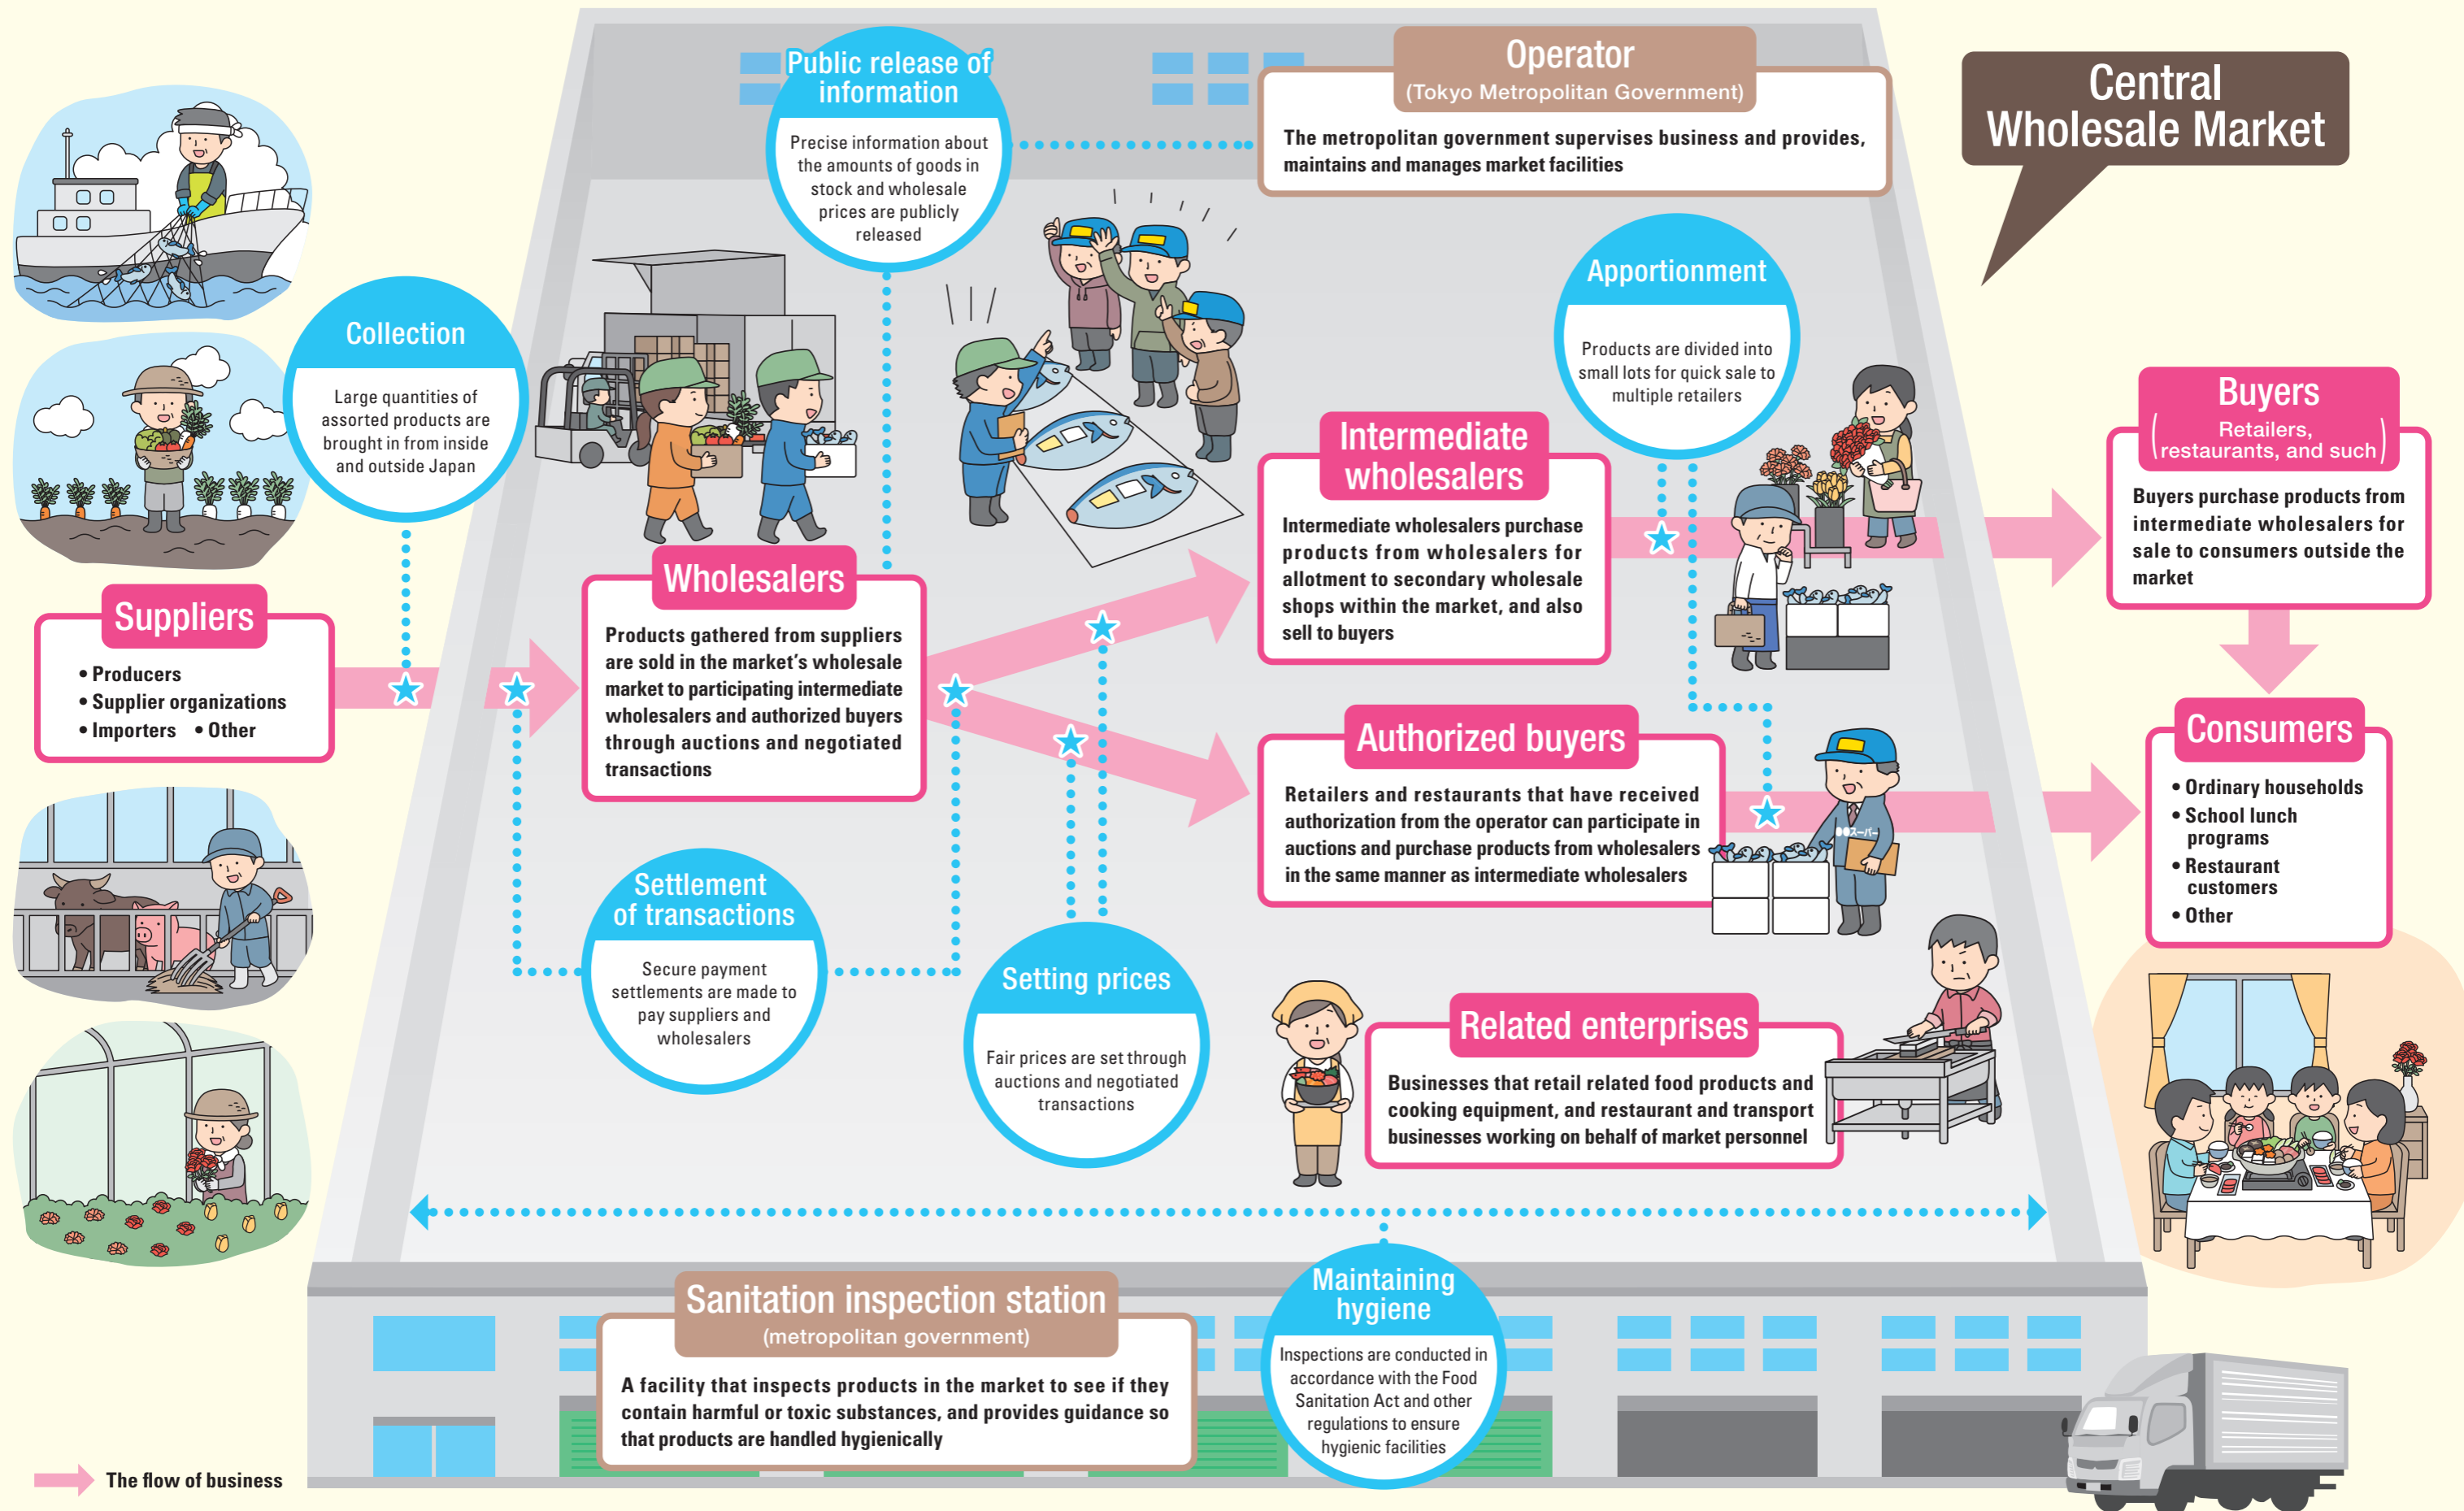 Public release of
information
Precise information about
the amounts of goods in
stock and wholesale
prices are publicly
released
Operator
(Tokyo Metropolitan Government)
The metropolitan government supervises business and provides,
maintains and manages market facilities
Central
Wholesale Market
Collection
Large quantities of
assorted products are
brought in from inside
and outside Japan
Apportionment
Products are divided into
small lots for quick sale to
multiple retailers
Suppliers
• Producers
• Supplier organizations
• Importers • Other
Wholesalers
Products gathered from suppliers
are sold in the market's wholesale
market to participating intermediate
wholesalers and authorized buyers
through auctions and negotiated
transactions
Intermediate
wholesalers
Intermediate wholesalers purchase
products from wholesalers for
allotment to secondary wholesale
shops within the market, and also
sell to buyers
Buyers
(Retailers,
restaurants, and such)
Buyers purchase products from
intermediate wholesalers for
sale to consumers outside the
market
Authorized buyers
Retailers and restaurants that have received
authorization from the operator can participate in
auctions and purchase products from wholesalers
in the same manner as intermediate wholesalers
●●スーパー
Consumers
• Ordinary households
• School lunch
programs
• Restaurant
customers
• Other
Settlement
of transactions
Secure payment
settlements are made to
pay suppliers and
wholesalers
Setting prices
Fair prices are set through
auctions and negotiated
transactions
Related enterprises
Businesses that retail related food products and
cooking equipment, and restaurant and transport
businesses working on behalf of market personnel
Sanitation inspection station
(metropolitan government)
A facility that inspects products in the market to see if they
contain harmful or toxic substances, and provides guidance so
that products are handled hygienically
Maintaining
hygiene
Inspections are conducted in
accordance with the Food
Sanitation Act and other
regulations to ensure
hygienic facilities
The flow of business